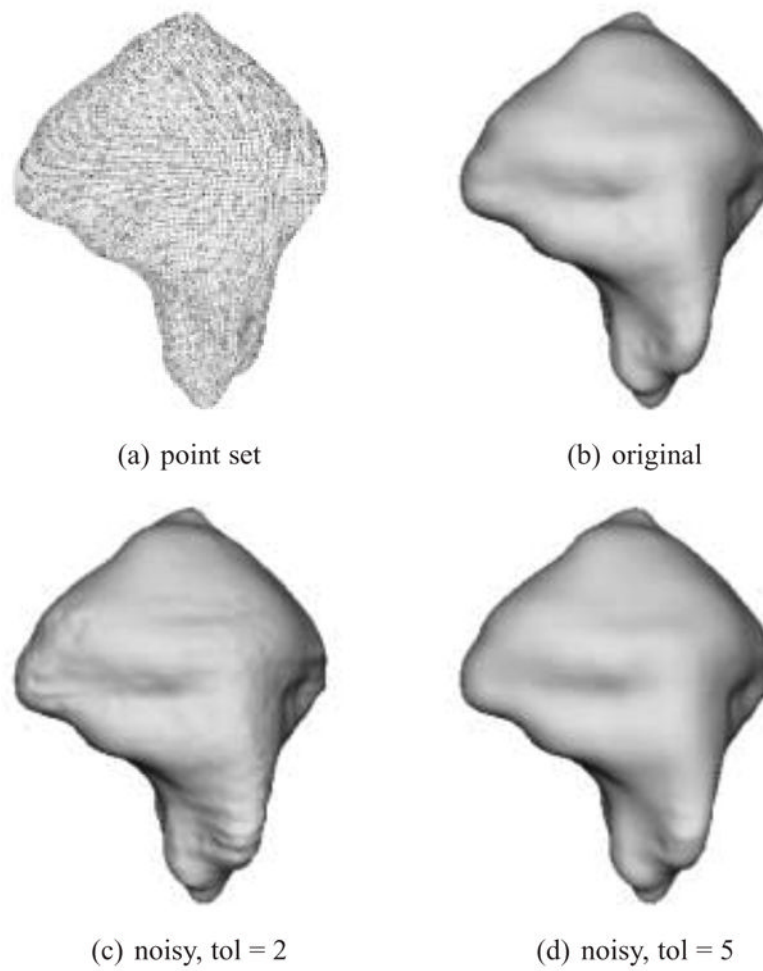 (a) point set
(b) original
(c) noisy, tol = 2
(d) noisy, tol = 5